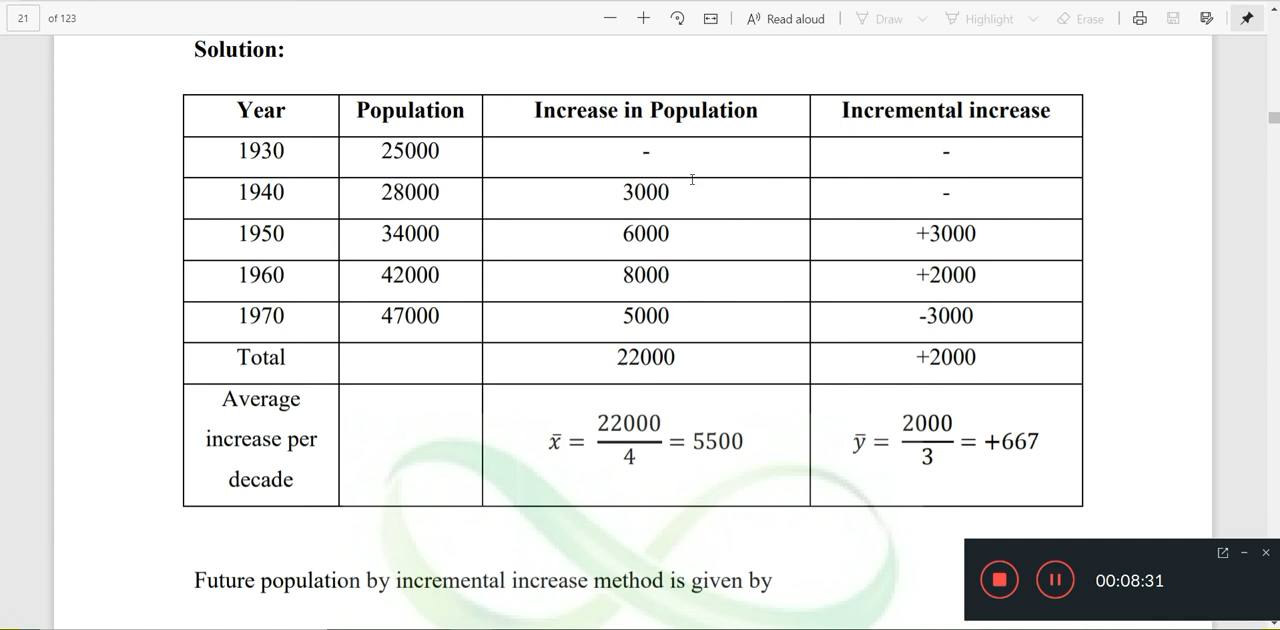 21 of 123 Read aloud Draw Highlight Erase
Solution:
Year Population Increase in Population Incremental increase
1930 25000 - -
1940 28000 3000 -
1950 34000 6000 +3000
1960 42000 8000 +2000
1970 47000 5000 -3000
Total 22000 +2000
Average
increase per
decade
x̄ = 22000/4 = 5500
ȳ = 2000/3 = +667
Future population by incremental increase method is given by
00:08:31